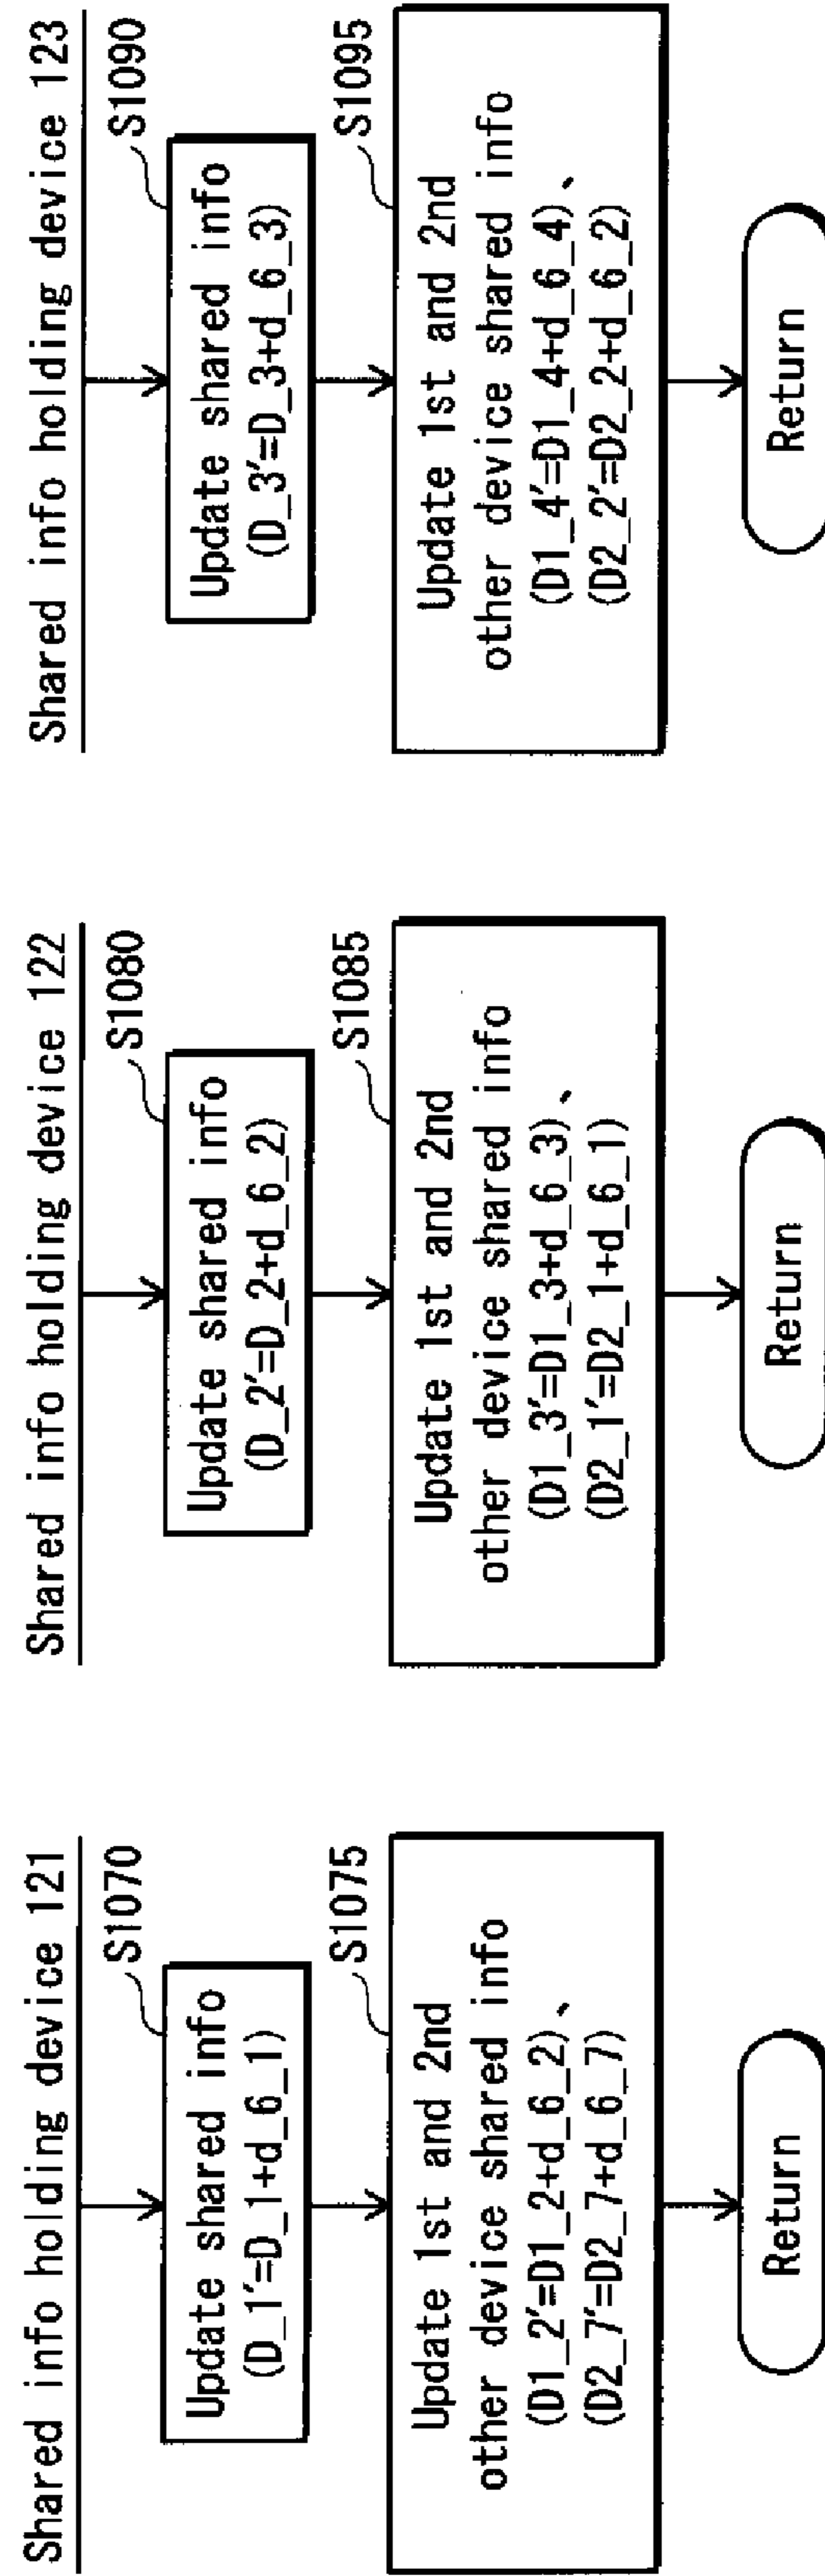 Shared info holding device 121
S1070
Update shared info
(D_1′=D_1+d_6_1)
S1075
Update 1st and 2nd
other device shared info
(D1_2′=D1_2+d_6_2)、
(D2_7′=D2_7+d_6_7)
Return
Shared info holding device 122
S1080
Update shared info
(D_2′=D_2+d_6_2)
S1085
Update 1st and 2nd
other device shared info
(D1_3′=D1_3+d_6_3)、
(D2_1′=D2_1+d_6_1)
Return
Shared info holding device 123
S1090
Update shared info
(D_3′=D_3+d_6_3)
S1095
Update 1st and 2nd
other device shared info
(D1_4′=D1_4+d_6_4)、
(D2_2′=D2_2+d_6_2)
Return